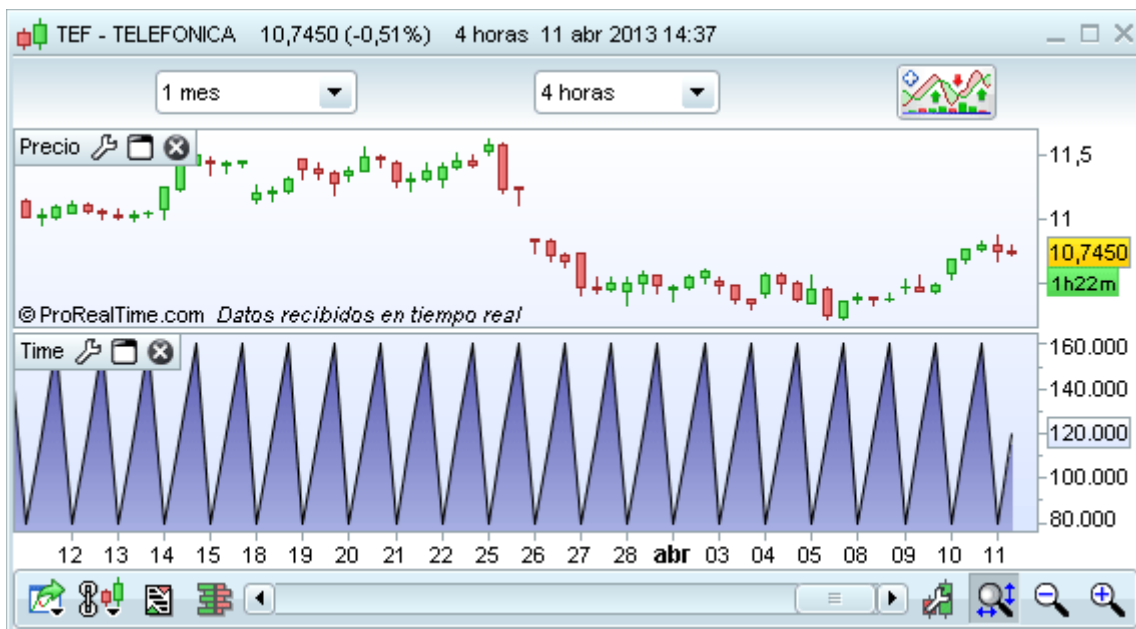 TEF - TELEFONICA 10,7450 (-0,51%) 4 horas 11 abr 2013 14:37
1 mes 4 horas
Precio
11,5
11
10,7450
1h22m
© ProRealTime.com Datos recibidos en tiempo real
Time
160.000
140.000
120.000
100.000
80.000
12 13 14 15 18 19 20 21 22 25 26 27 28 abr 03 04 05 08 09 10 11